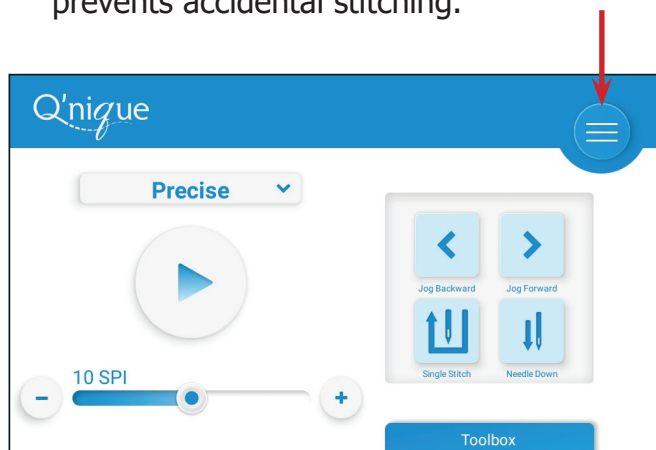 prevents accidental stitching.
Q'nique
Precise
Jog Backward Jog Forward
Single Stitch Needle Down
10 SPI
Toolbox